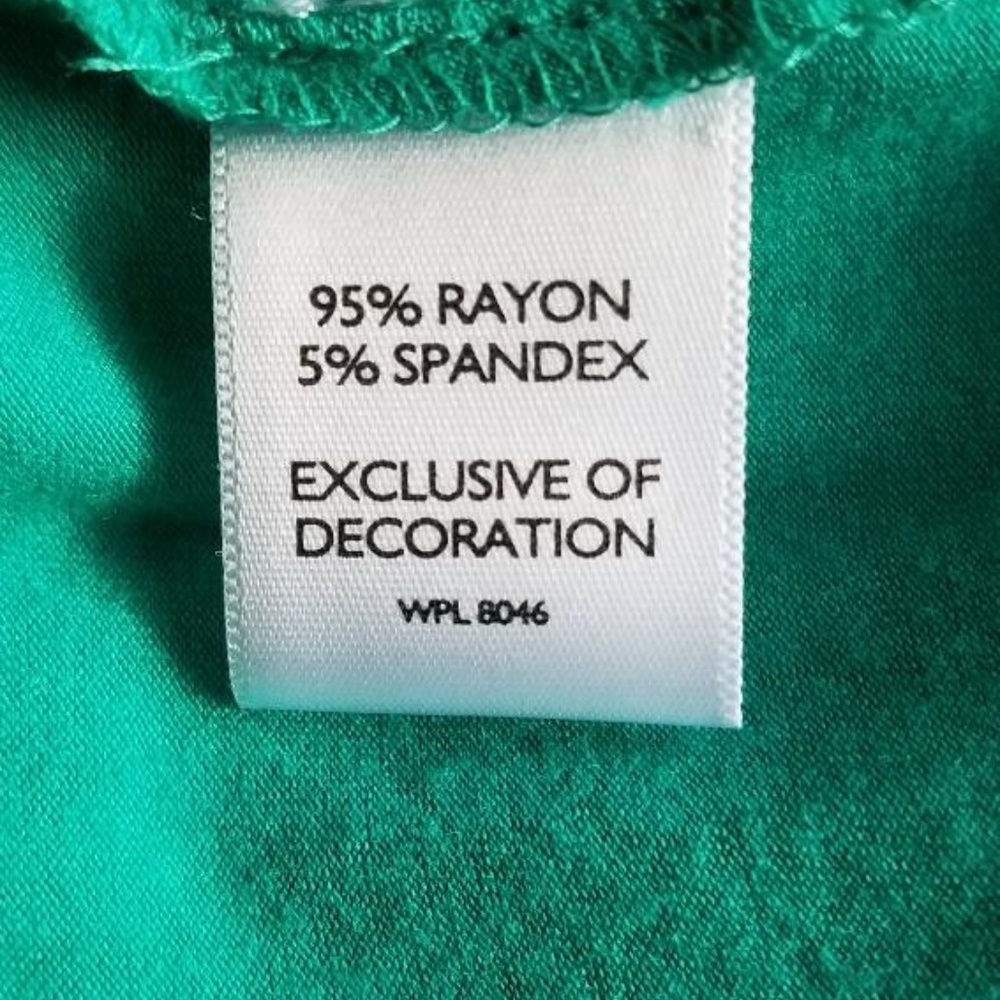 95% RAYON
5% SPANDEX
EXCLUSIVE OF
DECORATION
WPL 8046